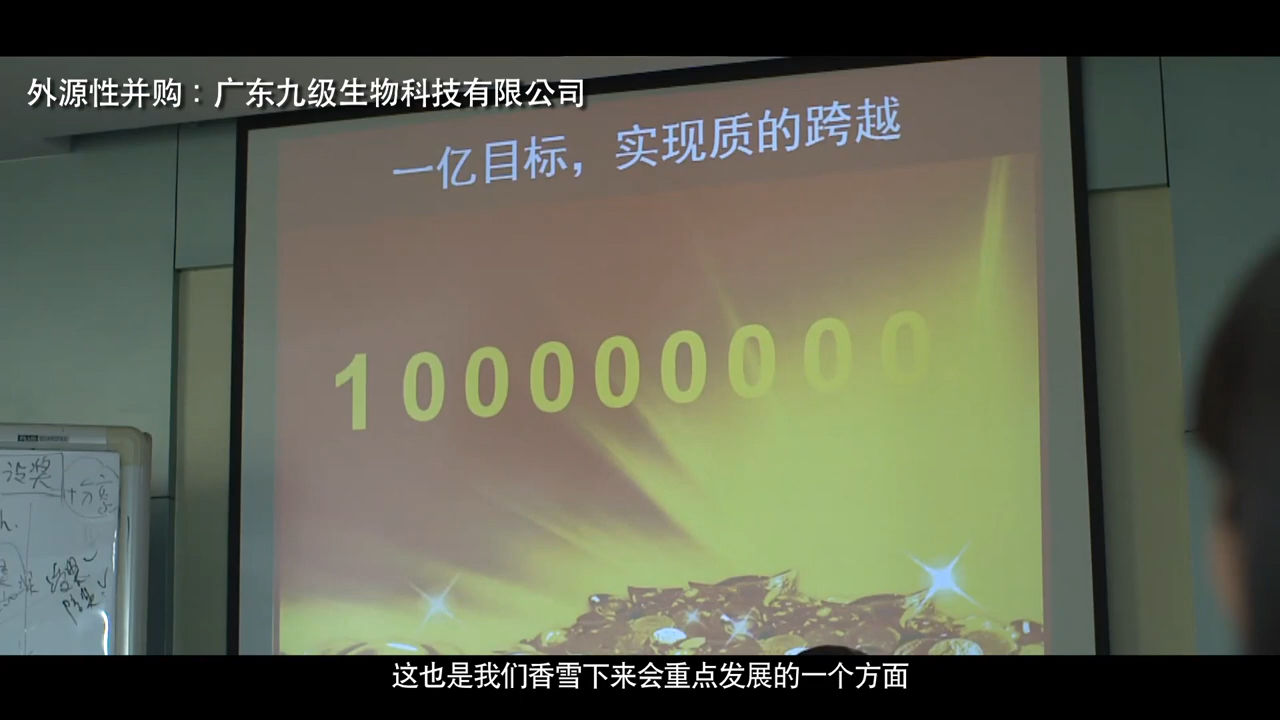 外源性并购：广东九级生物科技有限公司
一亿目标，实现质的跨越
100000000
设奖
这也是我们香雪下来会重点发展的一个方面